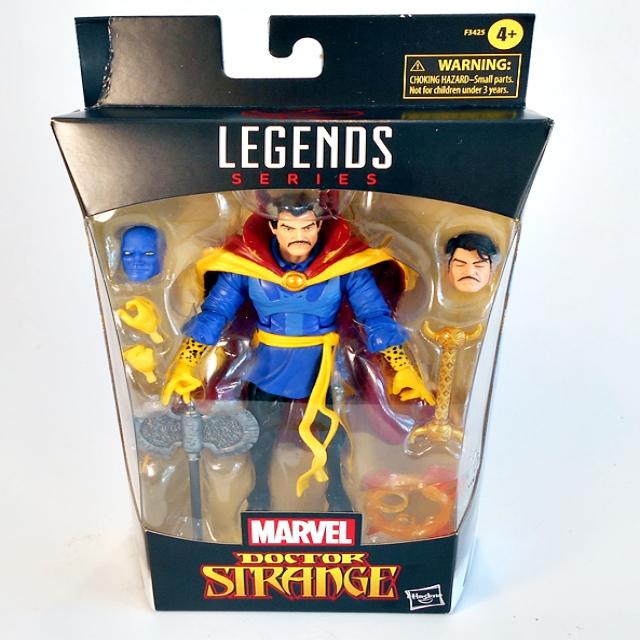 F3425 4+
WARNING:
CHOKING HAZARD–Small parts.
Not for children under 3 years.
LEGENDS
SERIES
MARVEL
DOCTOR
STRANGE
Hasbro